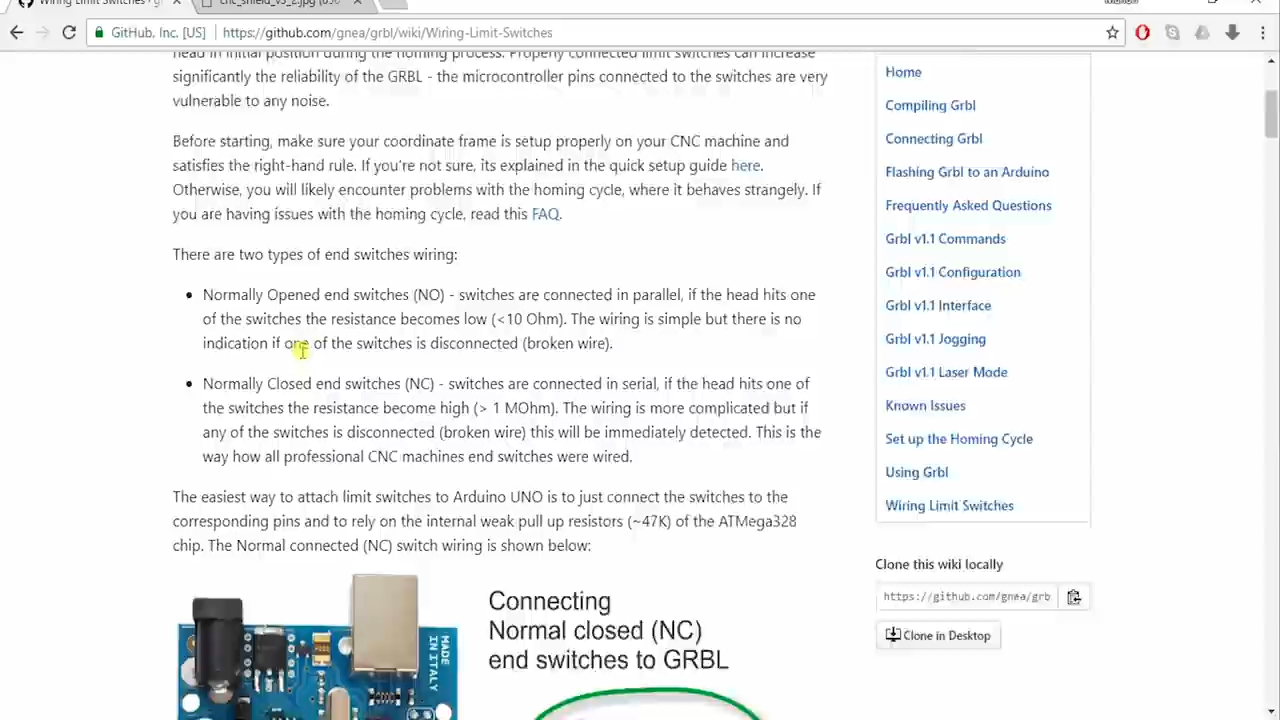 Wiring Limit Switches · g
cnc_shield_v3_2.jpg
GitHub, Inc. [US]
https://github.com/gnea/grbl/wiki/Wiring-Limit-Switches
head in initial position during the homing process. Properly connected limit switches can increase
significantly the reliability of the GRBL - the microcontroller pins connected to the switches are very
vulnerable to any noise.
Before starting, make sure your coordinate frame is setup properly on your CNC machine and
satisfies the right-hand rule. If you're not sure, its explained in the quick setup guide here.
Otherwise, you will likely encounter problems with the homing cycle, where it behaves strangely. If
you are having issues with the homing cycle, read this FAQ.
There are two types of end switches wiring:
Normally Opened end switches (NO) - switches are connected in parallel, if the head hits one
of the switches the resistance becomes low (<10 Ohm). The wiring is simple but there is no
indication if one of the switches is disconnected (broken wire).
Normally Closed end switches (NC) - switches are connected in serial, if the head hits one of
the switches the resistance become high (> 1 MOhm). The wiring is more complicated but if
any of the switches is disconnected (broken wire) this will be immediately detected. This is the
way how all professional CNC machines end switches were wired.
The easiest way to attach limit switches to Arduino UNO is to just connect the switches to the
corresponding pins and to rely on the internal weak pull up resistors (~47K) of the ATMega328
chip. The Normal connected (NC) switch wiring is shown below:
MADE
IN ITALY
Connecting
Normal closed (NC)
end switches to GRBL
Home
Compiling Grbl
Connecting Grbl
Flashing Grbl to an Arduino
Frequently Asked Questions
Grbl v1.1 Commands
Grbl v1.1 Configuration
Grbl v1.1 Interface
Grbl v1.1 Jogging
Grbl v1.1 Laser Mode
Known Issues
Set up the Homing Cycle
Using Grbl
Wiring Limit Switches
Clone this wiki locally
https://github.com/gnea/grb
Clone in Desktop